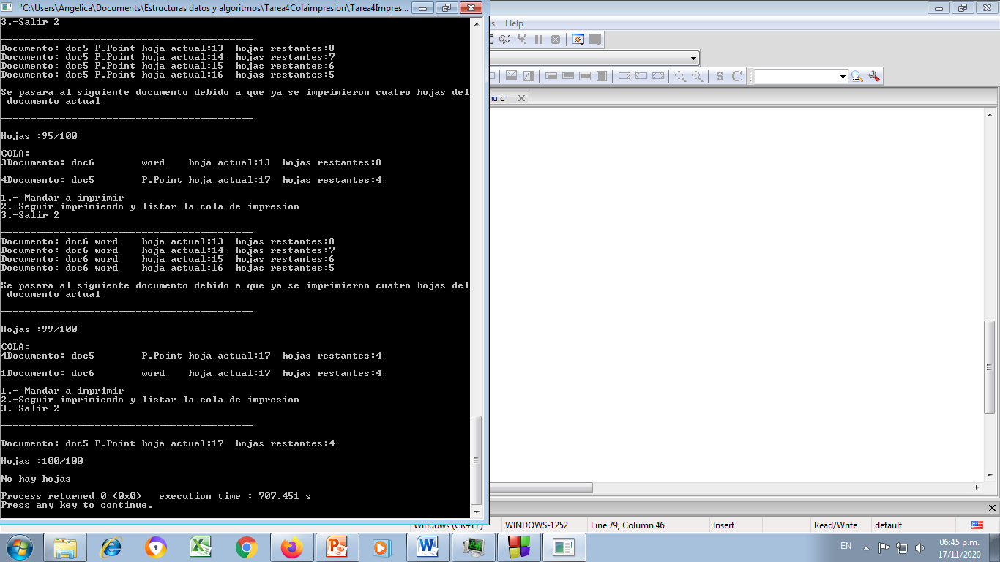 "C:\Users\Angelica\Documents\Estructuras datos y algoritmos\Tarea4Colaimpresion\Tarea4Impres...
3.-Salir 2
Documento: doc5 P.Point hoja actual:13 hojas restantes:8
Documento: doc5 P.Point hoja actual:14 hojas restantes:7
Documento: doc5 P.Point hoja actual:15 hojas restantes:6
Documento: doc5 P.Point hoja actual:16 hojas restantes:5
Se pasara al siguiente documento debido a que ya se imprimieron cuatro hojas del
documento actual
Hojas :95/100
COLA:
3Documento: doc6 word hoja actual:13 hojas restantes:8
4Documento: doc5 P.Point hoja actual:17 hojas restantes:4
1.- Mandar a imprimir
2.-Seguir imprimiendo y listar la cola de impresion
3.-Salir 2
Documento: doc6 word hoja actual:13 hojas restantes:8
Documento: doc6 word hoja actual:14 hojas restantes:7
Documento: doc6 word hoja actual:15 hojas restantes:6
Documento: doc6 word hoja actual:16 hojas restantes:5
Se pasara al siguiente documento debido a que ya se imprimieron cuatro hojas del
documento actual
Hojas :99/100
COLA:
4Documento: doc5 P.Point hoja actual:17 hojas restantes:4
1Documento: doc6 word hoja actual:17 hojas restantes:4
1.- Mandar a imprimir
2.-Seguir imprimiendo y listar la cola de impresion
3.-Salir 2
Documento: doc5 P.Point hoja actual:17 hojas restantes:4
Hojas :100/100
No hay hojas
Process returned 0 (0x0) execution time : 707.451 s
Press any key to continue.
Help
S C
nu.c
WINDOWS-1252 Line 79, Column 46 Insert Read/Write default
EN
06:45 p.m.
17/11/2020